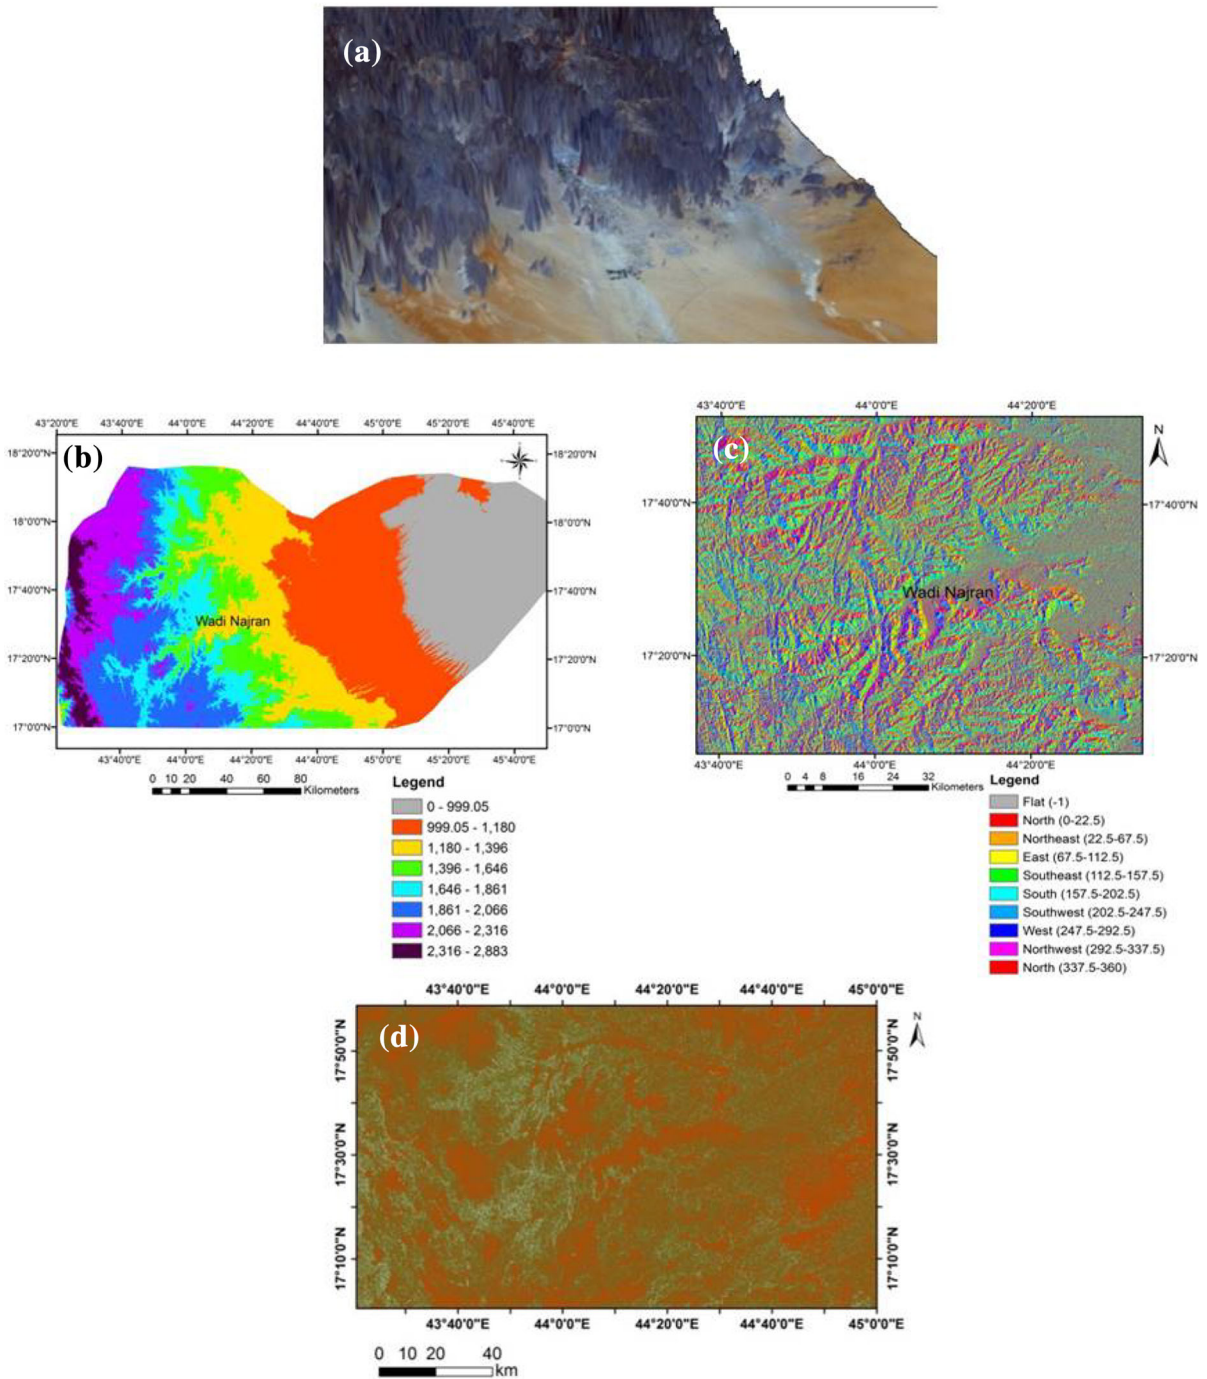 (a)
43°20'0"E 43°40'0"E 44°0'0"E 44°20'0"E 44°40'0"E 45°0'0"E 45°20'0"E 45°40'0"E
(b)
18°20'0"N 18°20'0"N
18°0'0"N 18°0'0"N
17°40'0"N 17°40'0"N
Wadi Najran
17°20'0"N 17°20'0"N
17°0'0"N 17°0'0"N
43°40'0"E 44°0'0"E 44°20'0"E 44°40'0"E 45°0'0"E 45°20'0"E 45°40'0"E
0 10 20 40 60 80
Kilometers
Legend
0 - 999.05
999.05 - 1,180
1,180 - 1,396
1,396 - 1,646
1,646 - 1,861
1,861 - 2,066
2,066 - 2,316
2,316 - 2,883
43°40'0"E 44°0'0"E 44°20'0"E
(c)
N
17°40'0"N 17°40'0"N
Wadi Najran
17°20'0"N 17°20'0"N
43°40'0"E 44°0'0"E 44°20'0"E
0 4 8 16 24 32
Kilometers
Legend
Flat (-1)
North (0-22.5)
Northeast (22.5-67.5)
East (67.5-112.5)
Southeast (112.5-157.5)
South (157.5-202.5)
Southwest (202.5-247.5)
West (247.5-292.5)
Northwest (292.5-337.5)
North (337.5-360)
43°40'0"E 44°0'0"E 44°20'0"E 44°40'0"E 45°0'0"E
(d)
N
17°50'0"N 17°50'0"N
17°30'0"N 17°30'0"N
17°10'0"N 17°10'0"N
43°40'0"E 44°0'0"E 44°20'0"E 44°40'0"E 45°0'0"E
0 10 20 40
km